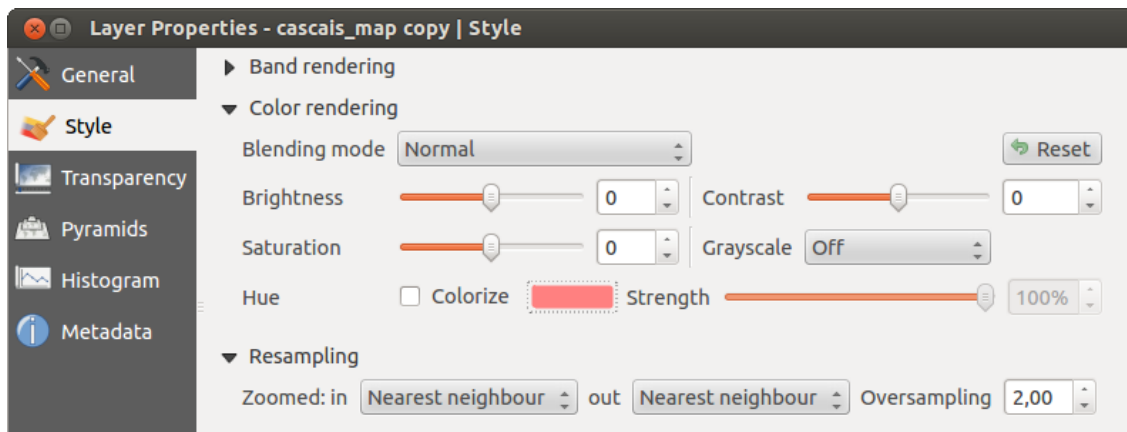 Layer Properties - cascais_map copy | Style
General
Style
Transparency
Pyramids
Histogram
Metadata
Band rendering
Color rendering
Blending mode Normal Reset
Brightness 0 Contrast 0
Saturation 0 Grayscale Off
Hue Colorize Strength 100%
Resampling
Zoomed: in Nearest neighbour out Nearest neighbour Oversampling 2,00